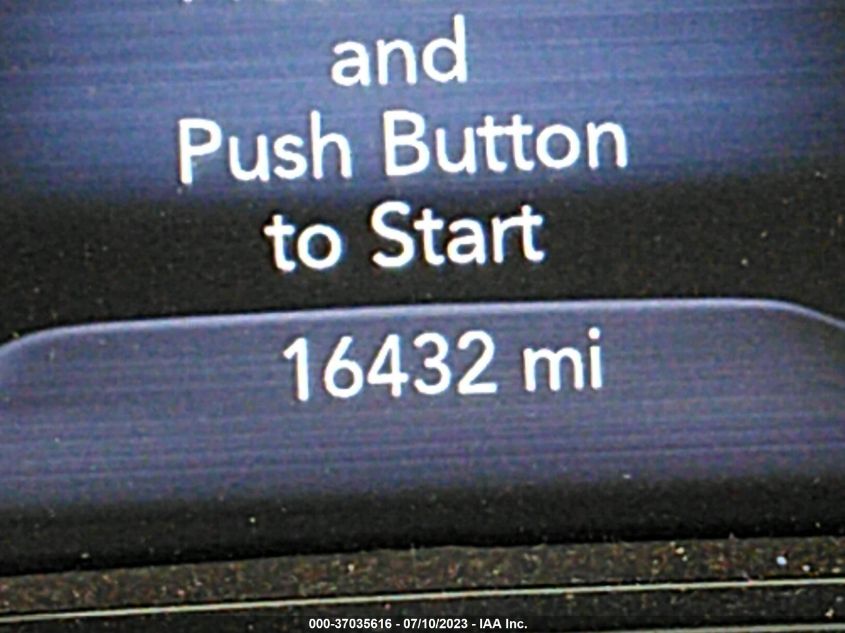 and
Push Button
to Start
16432 mi
000-37035616 - 07/10/2023 - IAA Inc.